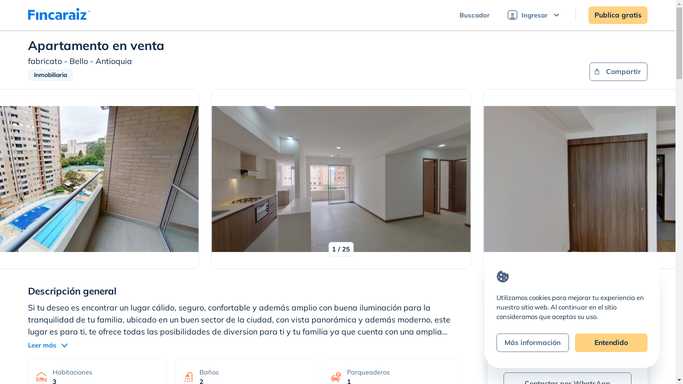 Fincaraiz
Buscador
Ingresar
Publica gratis
Apartamento en venta
fabricato - Bello - Antioquia
Inmobiliaria
Compartir
1 / 25
Descripción general
Si tu deseo es encontrar un lugar cálido, seguro, confortable y además amplio con buena iluminación para la
tranquilidad de tu familia, ubicado en un buen sector de la ciudad, con vista panorámica y además moderno, este
lugar es para ti, te ofrece todas las posibilidades de diversion para ti y tu familia ya que cuenta con una amplia...
Leer más
Habitaciones
3
Baños
2
Parqueaderos
1
Utilizamos cookies para mejorar tu experiencia en
nuestro sitio web. Al continuar en el sitio
consideramos que aceptas su uso.
Más información
Entendido
Contactar por WhatsApp